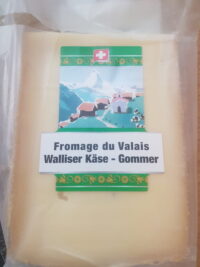 Fromage du Valais
Walliser Käse - Gommer